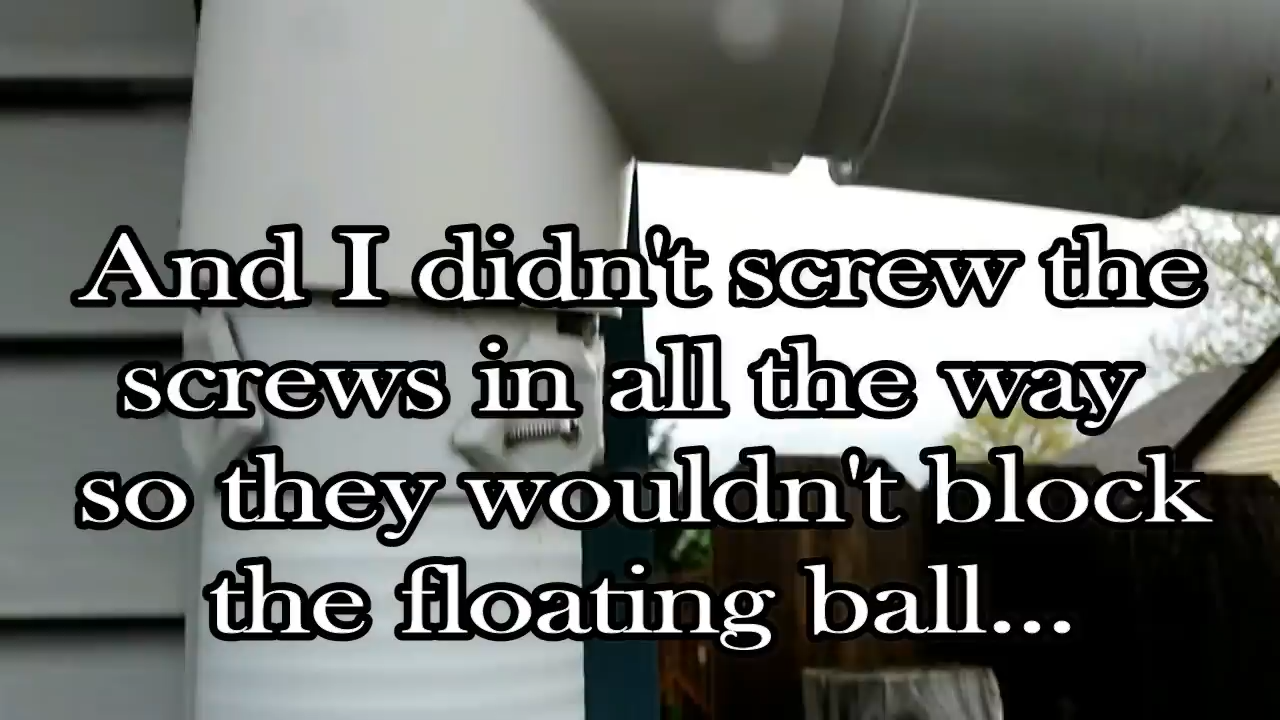 And I didn't screw the
screws in all the way
so they wouldn't block
the floating ball...